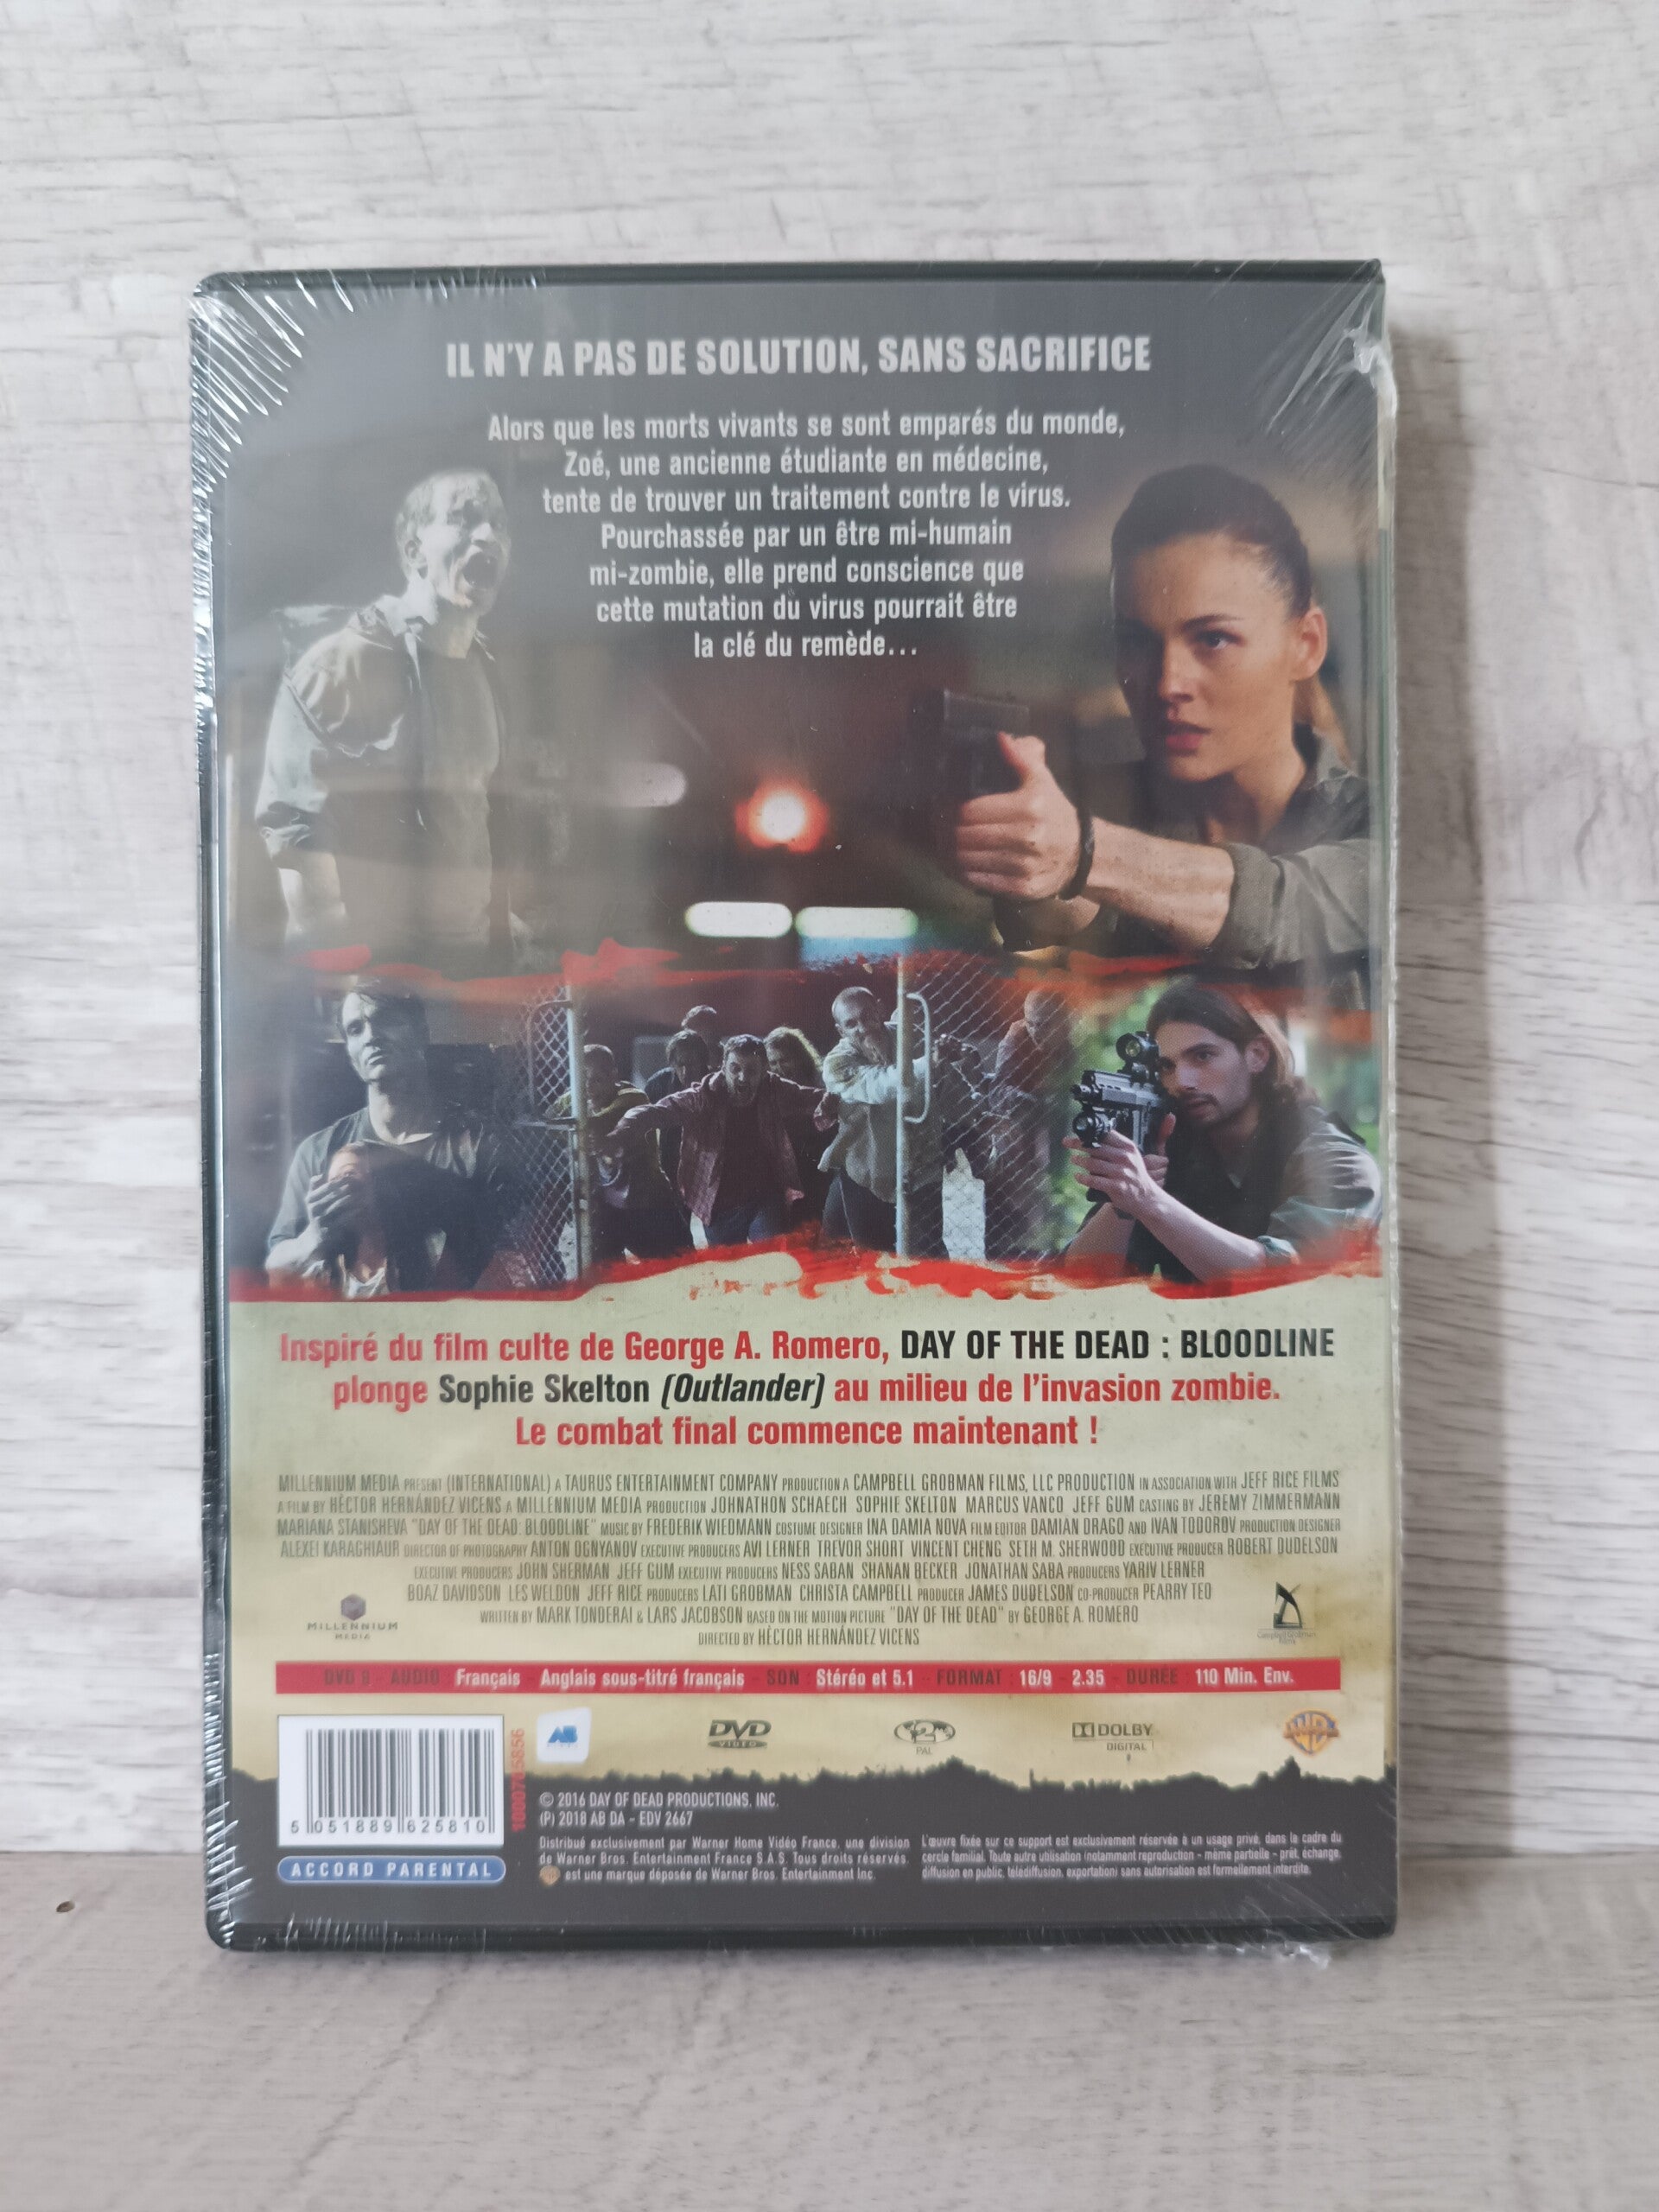 IL N'Y A PAS DE SOLUTION, SANS SACRIFICE
Alors que les morts vivants se sont emparés du monde,
Zoé, une ancienne étudiante en médecine,
tente de trouver un traitement contre le virus.
Pourchassée par un être mi-humain
mi-zombie, elle prend conscience que
cette mutation du virus pourrait être
la clé du remède...
Inspiré du film culte de George A. Romero, DAY OF THE DEAD : BLOODLINE
plonge Sophie Skelton (Outlander) au milieu de l'invasion zombie.
Le combat final commence maintenant !
MILLENNIUM MEDIA PRESENT (INTERNATIONAL) A TAURUS ENTERTAINMENT COMPANY PRODUCTION A CAMPBELL GROBMAN FILMS, LLC PRODUCTION IN ASSOCIATION WITH JEFF RICE FILMS
A FILM BY HÈCTOR HERNÁNDEZ VICENS A MILLENNIUM MEDIA PRODUCTION JOHNATHON SCHAECH SOPHIE SKELTON MARCUS VANCO JEFF GUM CASTING BY JEREMY ZIMMERMANN
MARIANA STANISHEVA "DAY OF THE DEAD: BLOODLINE" MUSIC BY FREDERIK WIEDMANN COSTUME DESIGNER INA DAMIANOVA FILM EDITOR DAMIAN DRAGO AND IVAN TODOROV PRODUCTION DESIGNER
ALEXEI KARAGHIAUR DIRECTOR OF PHOTOGRAPHY ANTON OGNYANOV EXECUTIVE PRODUCERS AVI LERNER TREVOR SHORT VINCENT CHENG SETH M. SHERWOOD EXECUTIVE PRODUCER ROBERT DUDELSON
EXECUTIVE PRODUCERS JOHN SHERMAN JEFF GUM EXECUTIVE PRODUCERS NESS SABAN SHANAN BECKER JONATHAN SABA PRODUCERS YARIV LERNER
BOAZ DAVIDSON LES WELDON JEFF RICE PRODUCERS LATI GROBMAN CHRISTA CAMPBELL PRODUCER JAMES DUDELSON CO-PRODUCER PEARRY TEO
WRITTEN BY MARK TONDERAI & LARS JACOBSON BASED ON THE MOTION PICTURE "DAY OF THE DEAD" BY GEORGE A. ROMERO
DIRECTED BY HÈCTOR HERNÁNDEZ VICENS
MILLENNIUM
MEDIA
Campbell Grobman
Films
DVD 9 - AUDIO : Français - Anglais sous-titré français - SON : Stéréo et 5.1 - FORMAT : 16/9 - 2.35 - DURÉE : 110 Min. Env.
AB
DVD
VIDEO
2
PAL
DOLBY
DIGITAL
WB
5 051889 625810
ACCORD PARENTAL
© 2016 DAY OF DEAD PRODUCTIONS, INC.
(P) 2018 AB DA - EDV 2667
Distribué exclusivement par Warner Home Vidéo France, une division
de Warner Bros. Entertainment France S.A.S. Tous droits réservés.
est une marque déposée de Warner Bros. Entertainment Inc.
L'œuvre fixée sur ce support est exclusivement réservée à un usage privé, dans le cadre du
cercle familial. Toute autre utilisation (notamment reproduction - même partielle - prêt, échange,
diffusion en public, télédiffusion, exportation) sans autorisation est formellement interdite.